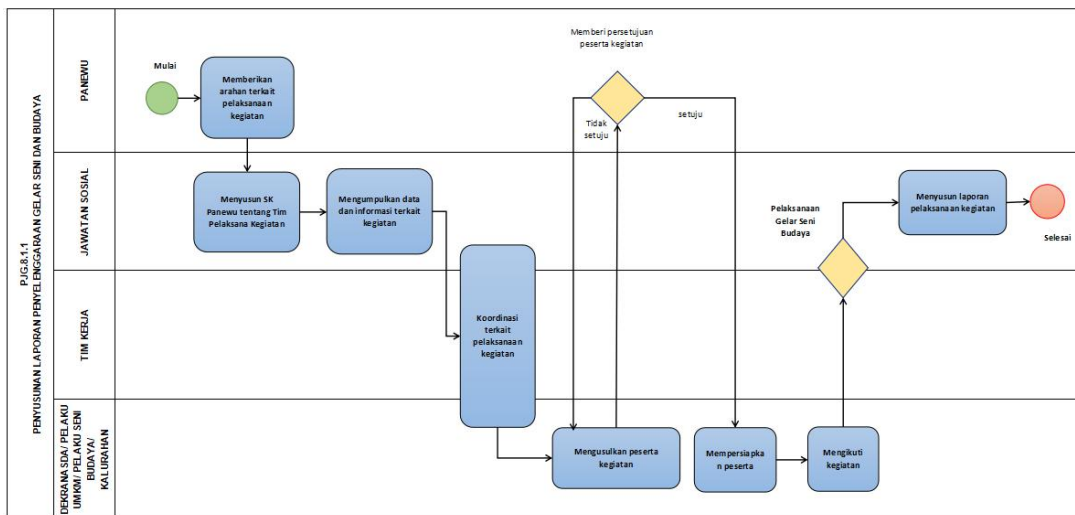 PJG.8.1.1
PENYUSUNAN LAPORAN PENYELENGGARAAN GELAR SENI DAN BUDAYA
PANEWU
Mulai
Memberikan
arahan terkait
pelaksanaan
kegiatan
Memberi persetujuan
peserta kegiatan
Tidak
setuju
setuju
JAWATAN SOSIAL
Menyusun SK
Panewu tentang Tim
Pelaksana Kegiatan
Mengumpulkan data
dan informasi terkait
kegiatan
Pelaksanaan
Gelar Seni
Budaya
Menyusun laporan
pelaksanaan kegiatan
Selesai
TIM KERJA
Koordinasi
terkait
pelaksanaan
kegiatan
DEKRANASDA/ PELAKU
UMKM/ PELAKU SENI
BUDAYA/
KALURAHAN
Mengusulkan peserta
kegiatan
Mempersiapka
n peserta
Mengikuti
kegiatan